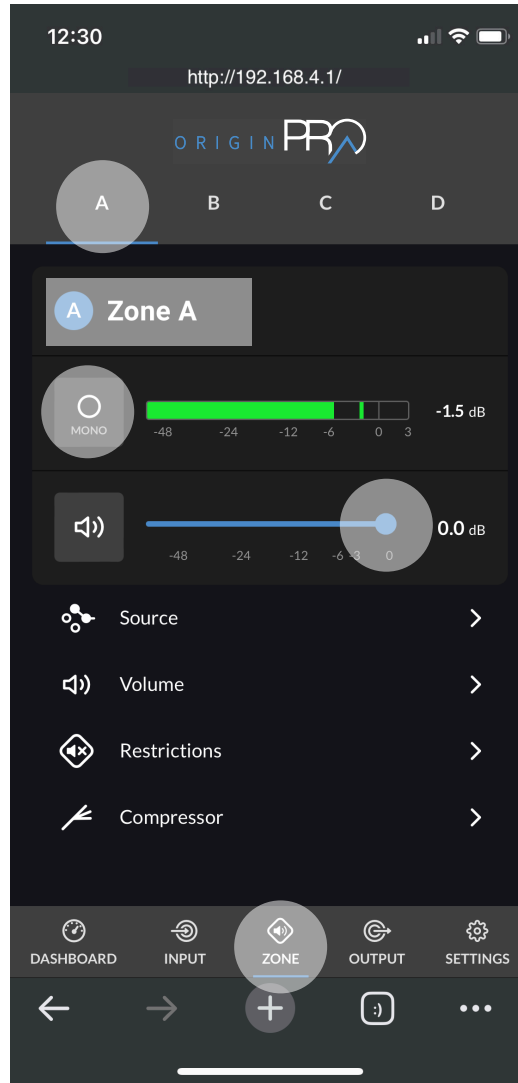 12:30
http://192.168.4.1/
ORIGIN PRO
A B C D
A Zone A
MONO -48 -24 -12 -6 0 3 -1.5 dB
0.0 dB
-48 -24 -12 -6 -3 0
Source
Volume
Restrictions
Compressor
DASHBOARD INPUT ZONE OUTPUT SETTINGS
:)